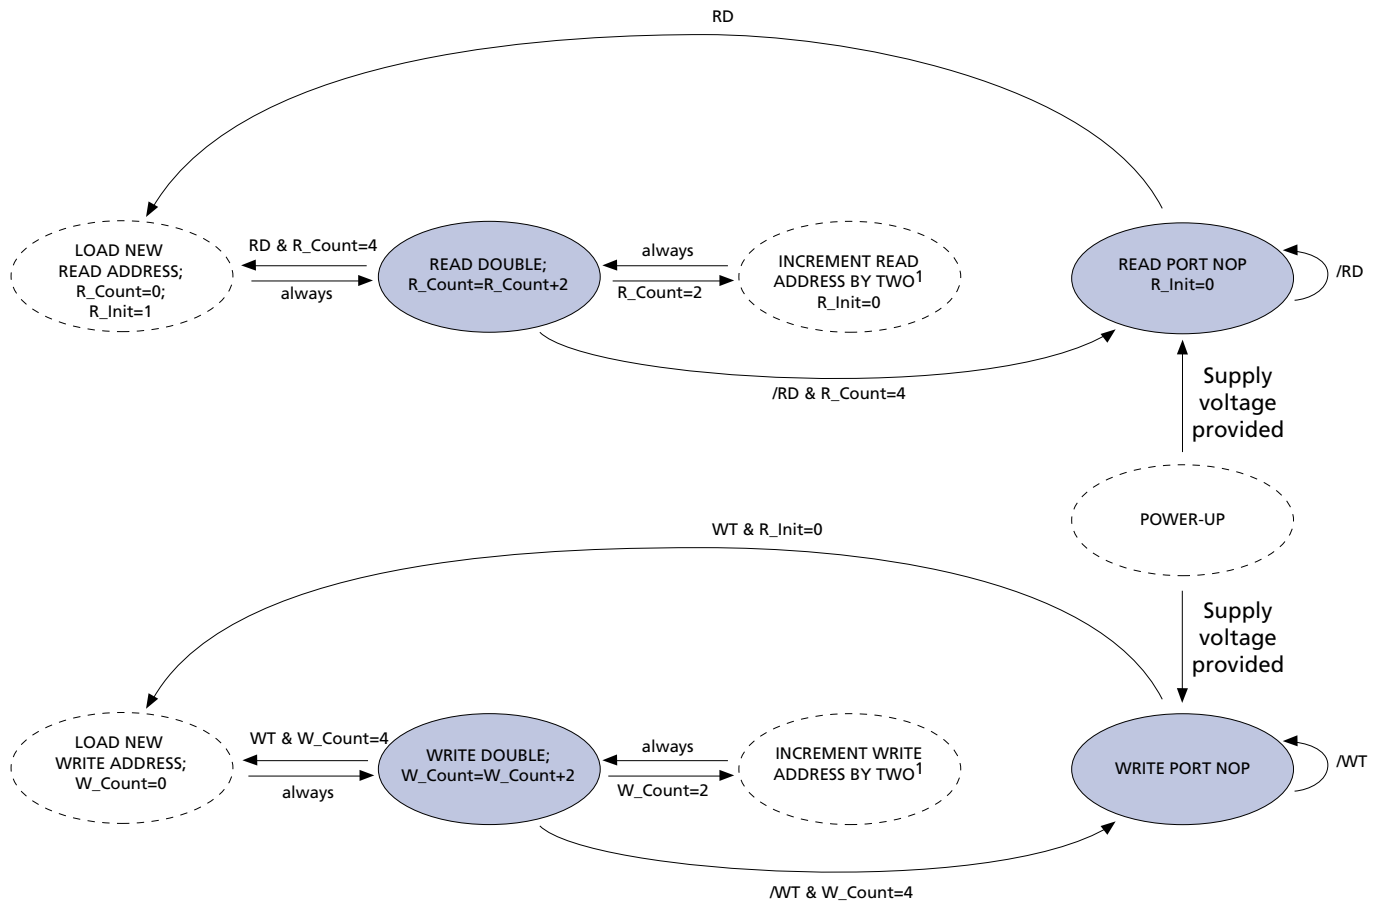 RD
LOAD NEW
READ ADDRESS;
R_Count=0;
R_Init=1
RD & R_Count=4
always
READ DOUBLE;
R_Count=R_Count+2
always
R_Count=2
INCREMENT READ
ADDRESS BY TWO1
R_Init=0
READ PORT NOP
R_Init=0
/RD
/RD & R_Count=4
Supply
voltage
provided
POWER-UP
WT & R_Init=0
Supply
voltage
provided
LOAD NEW
WRITE ADDRESS;
W_Count=0
WT & W_Count=4
always
WRITE DOUBLE;
W_Count=W_Count+2
always
W_Count=2
INCREMENT WRITE
ADDRESS BY TWO1
WRITE PORT NOP
/WT
/WT & W_Count=4